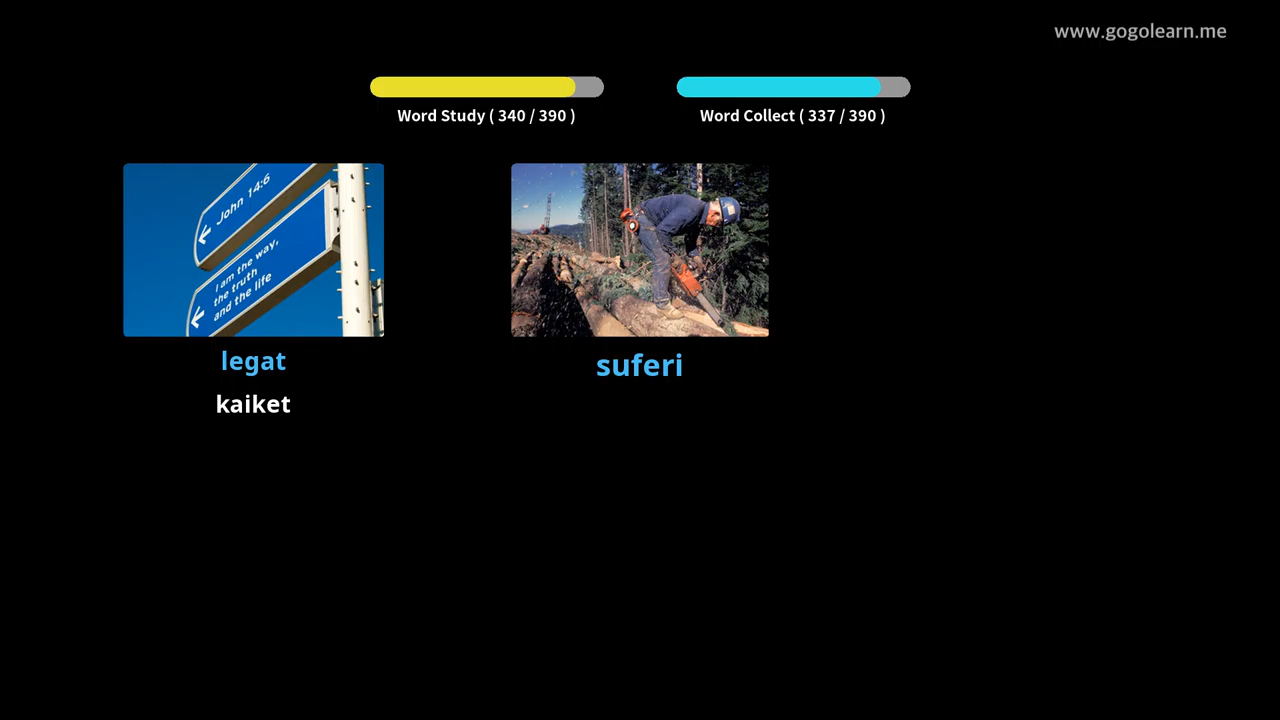 www.gogolearn.me
Word Study ( 340 / 390 )
Word Collect ( 337 / 390 )
John 14:6
I am the way,
the truth
and the life
legat
suferi
kaiket